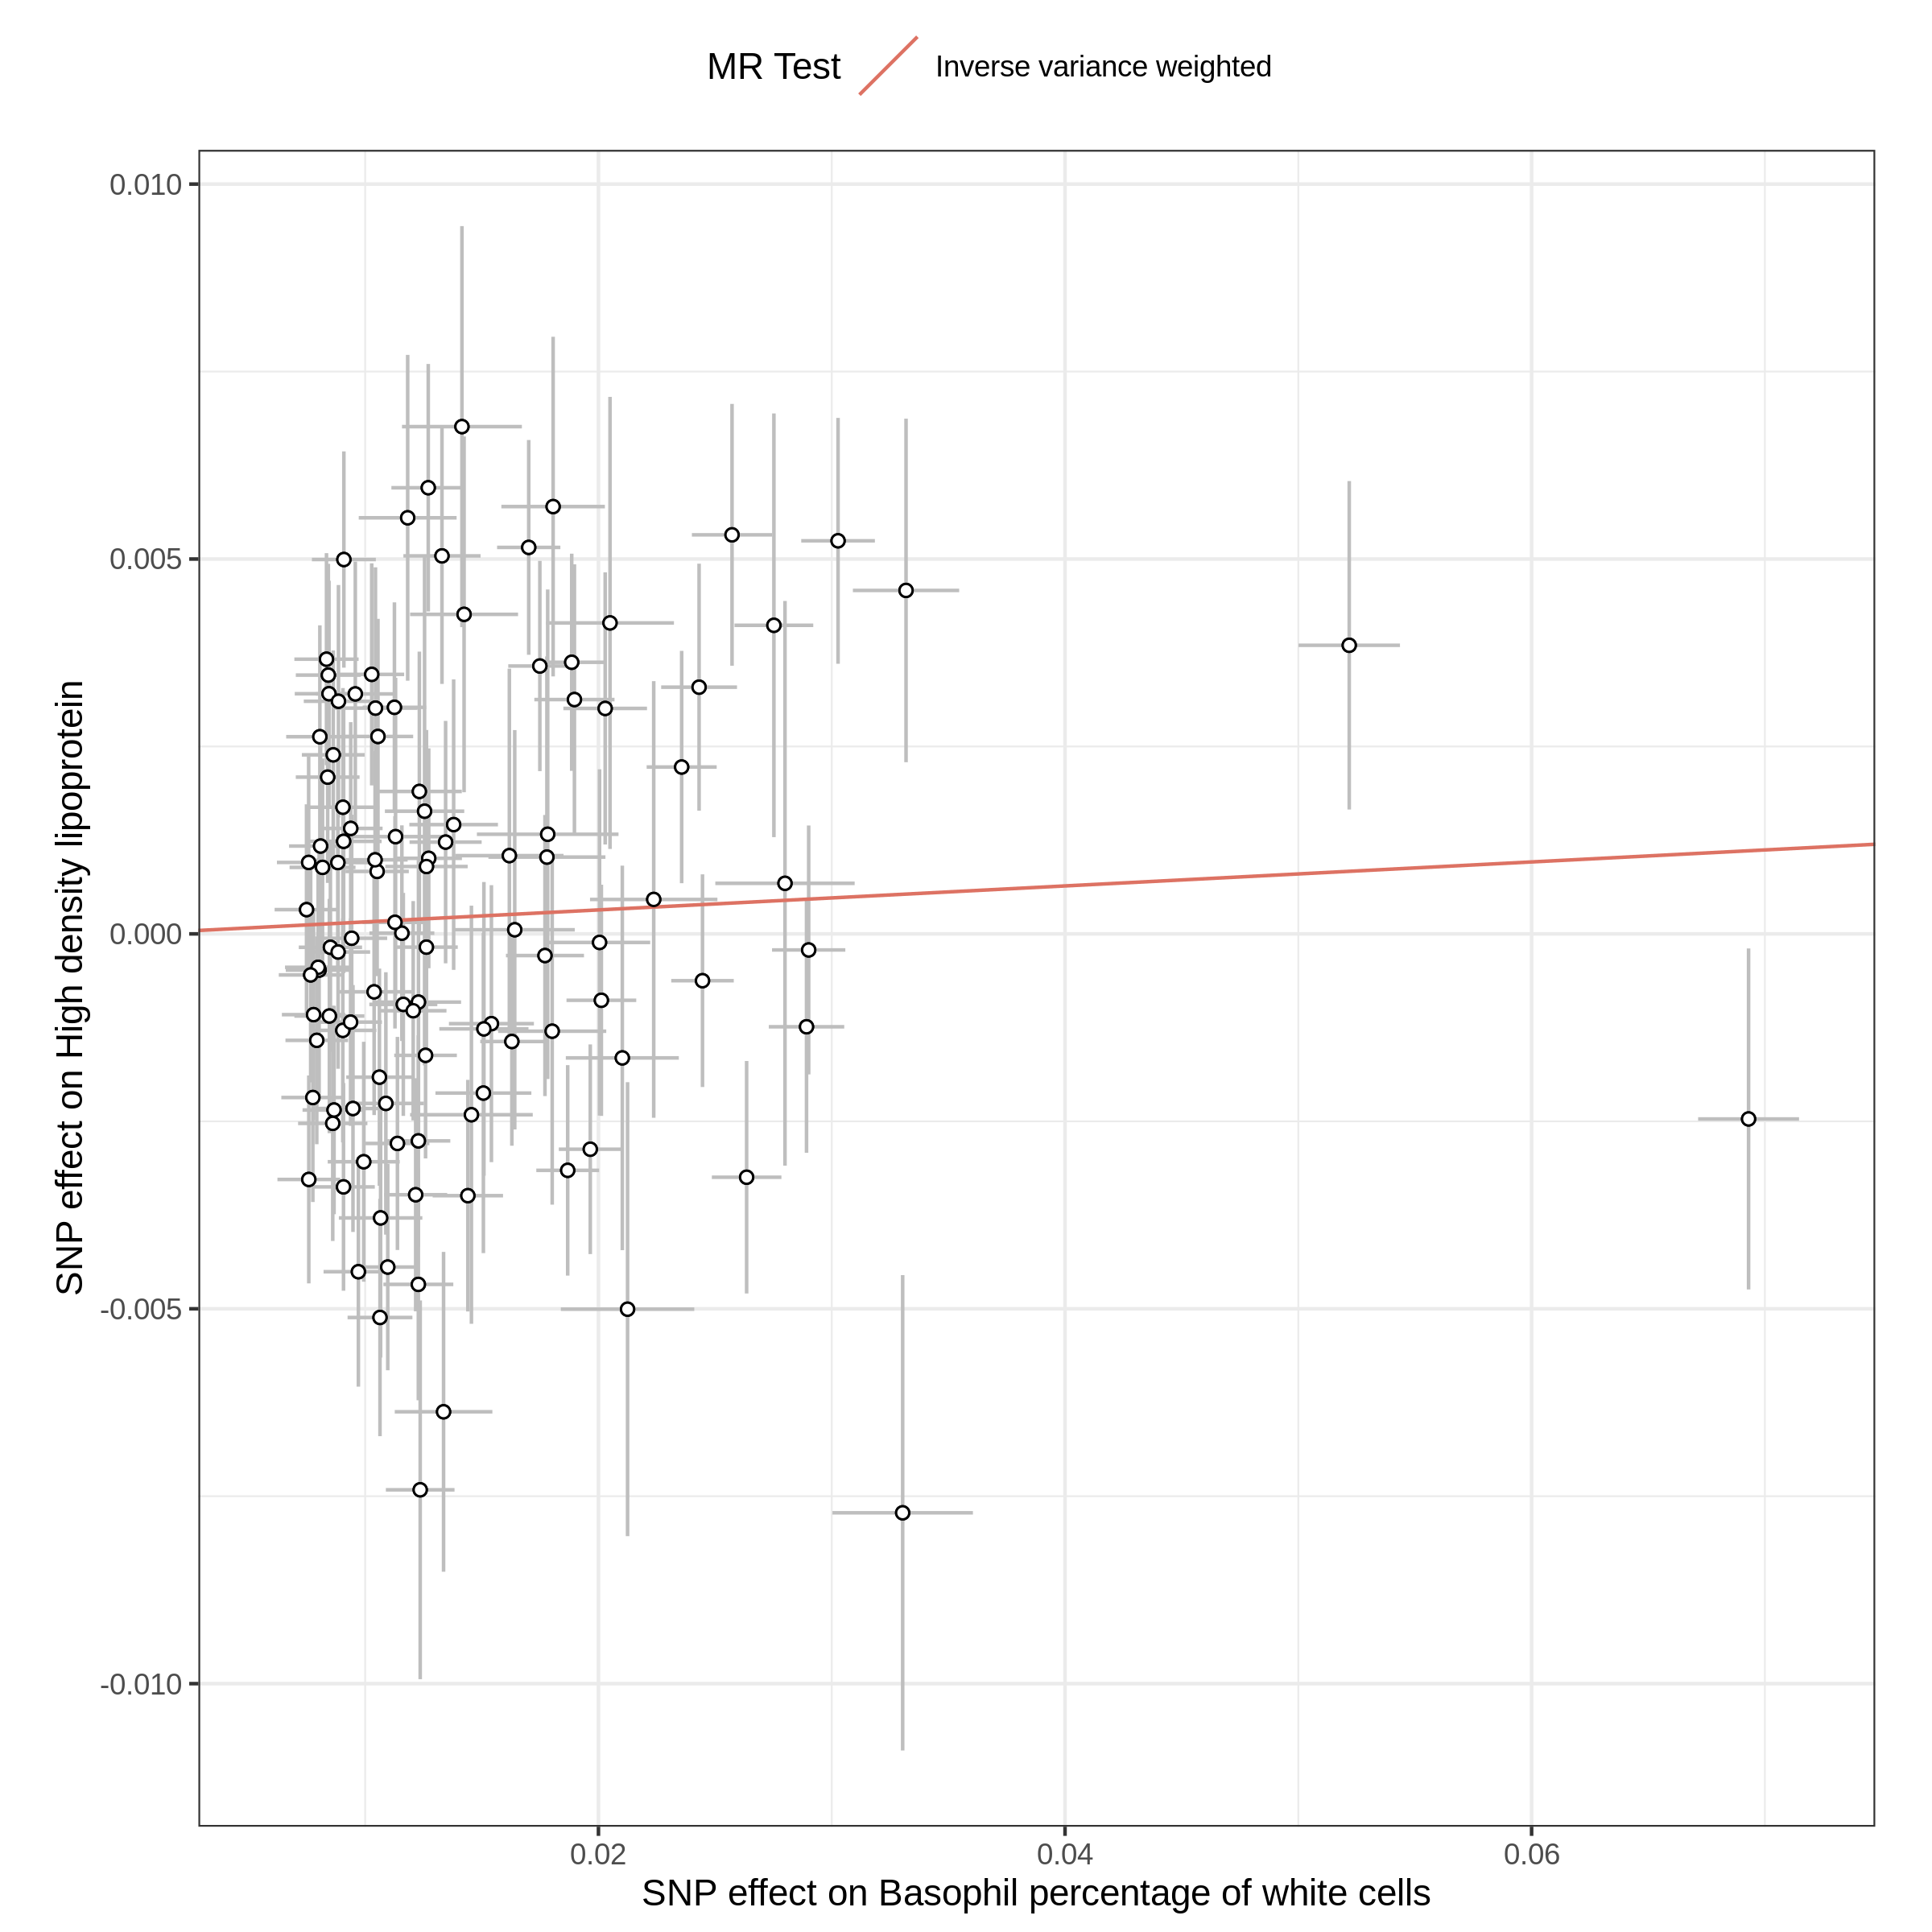 MR Test Inverse variance weighted
0.010
0.005
0.000
-0.005
-0.010
SNP effect on High density lipoprotein
0.02 0.04 0.06
SNP effect on Basophil percentage of white cells